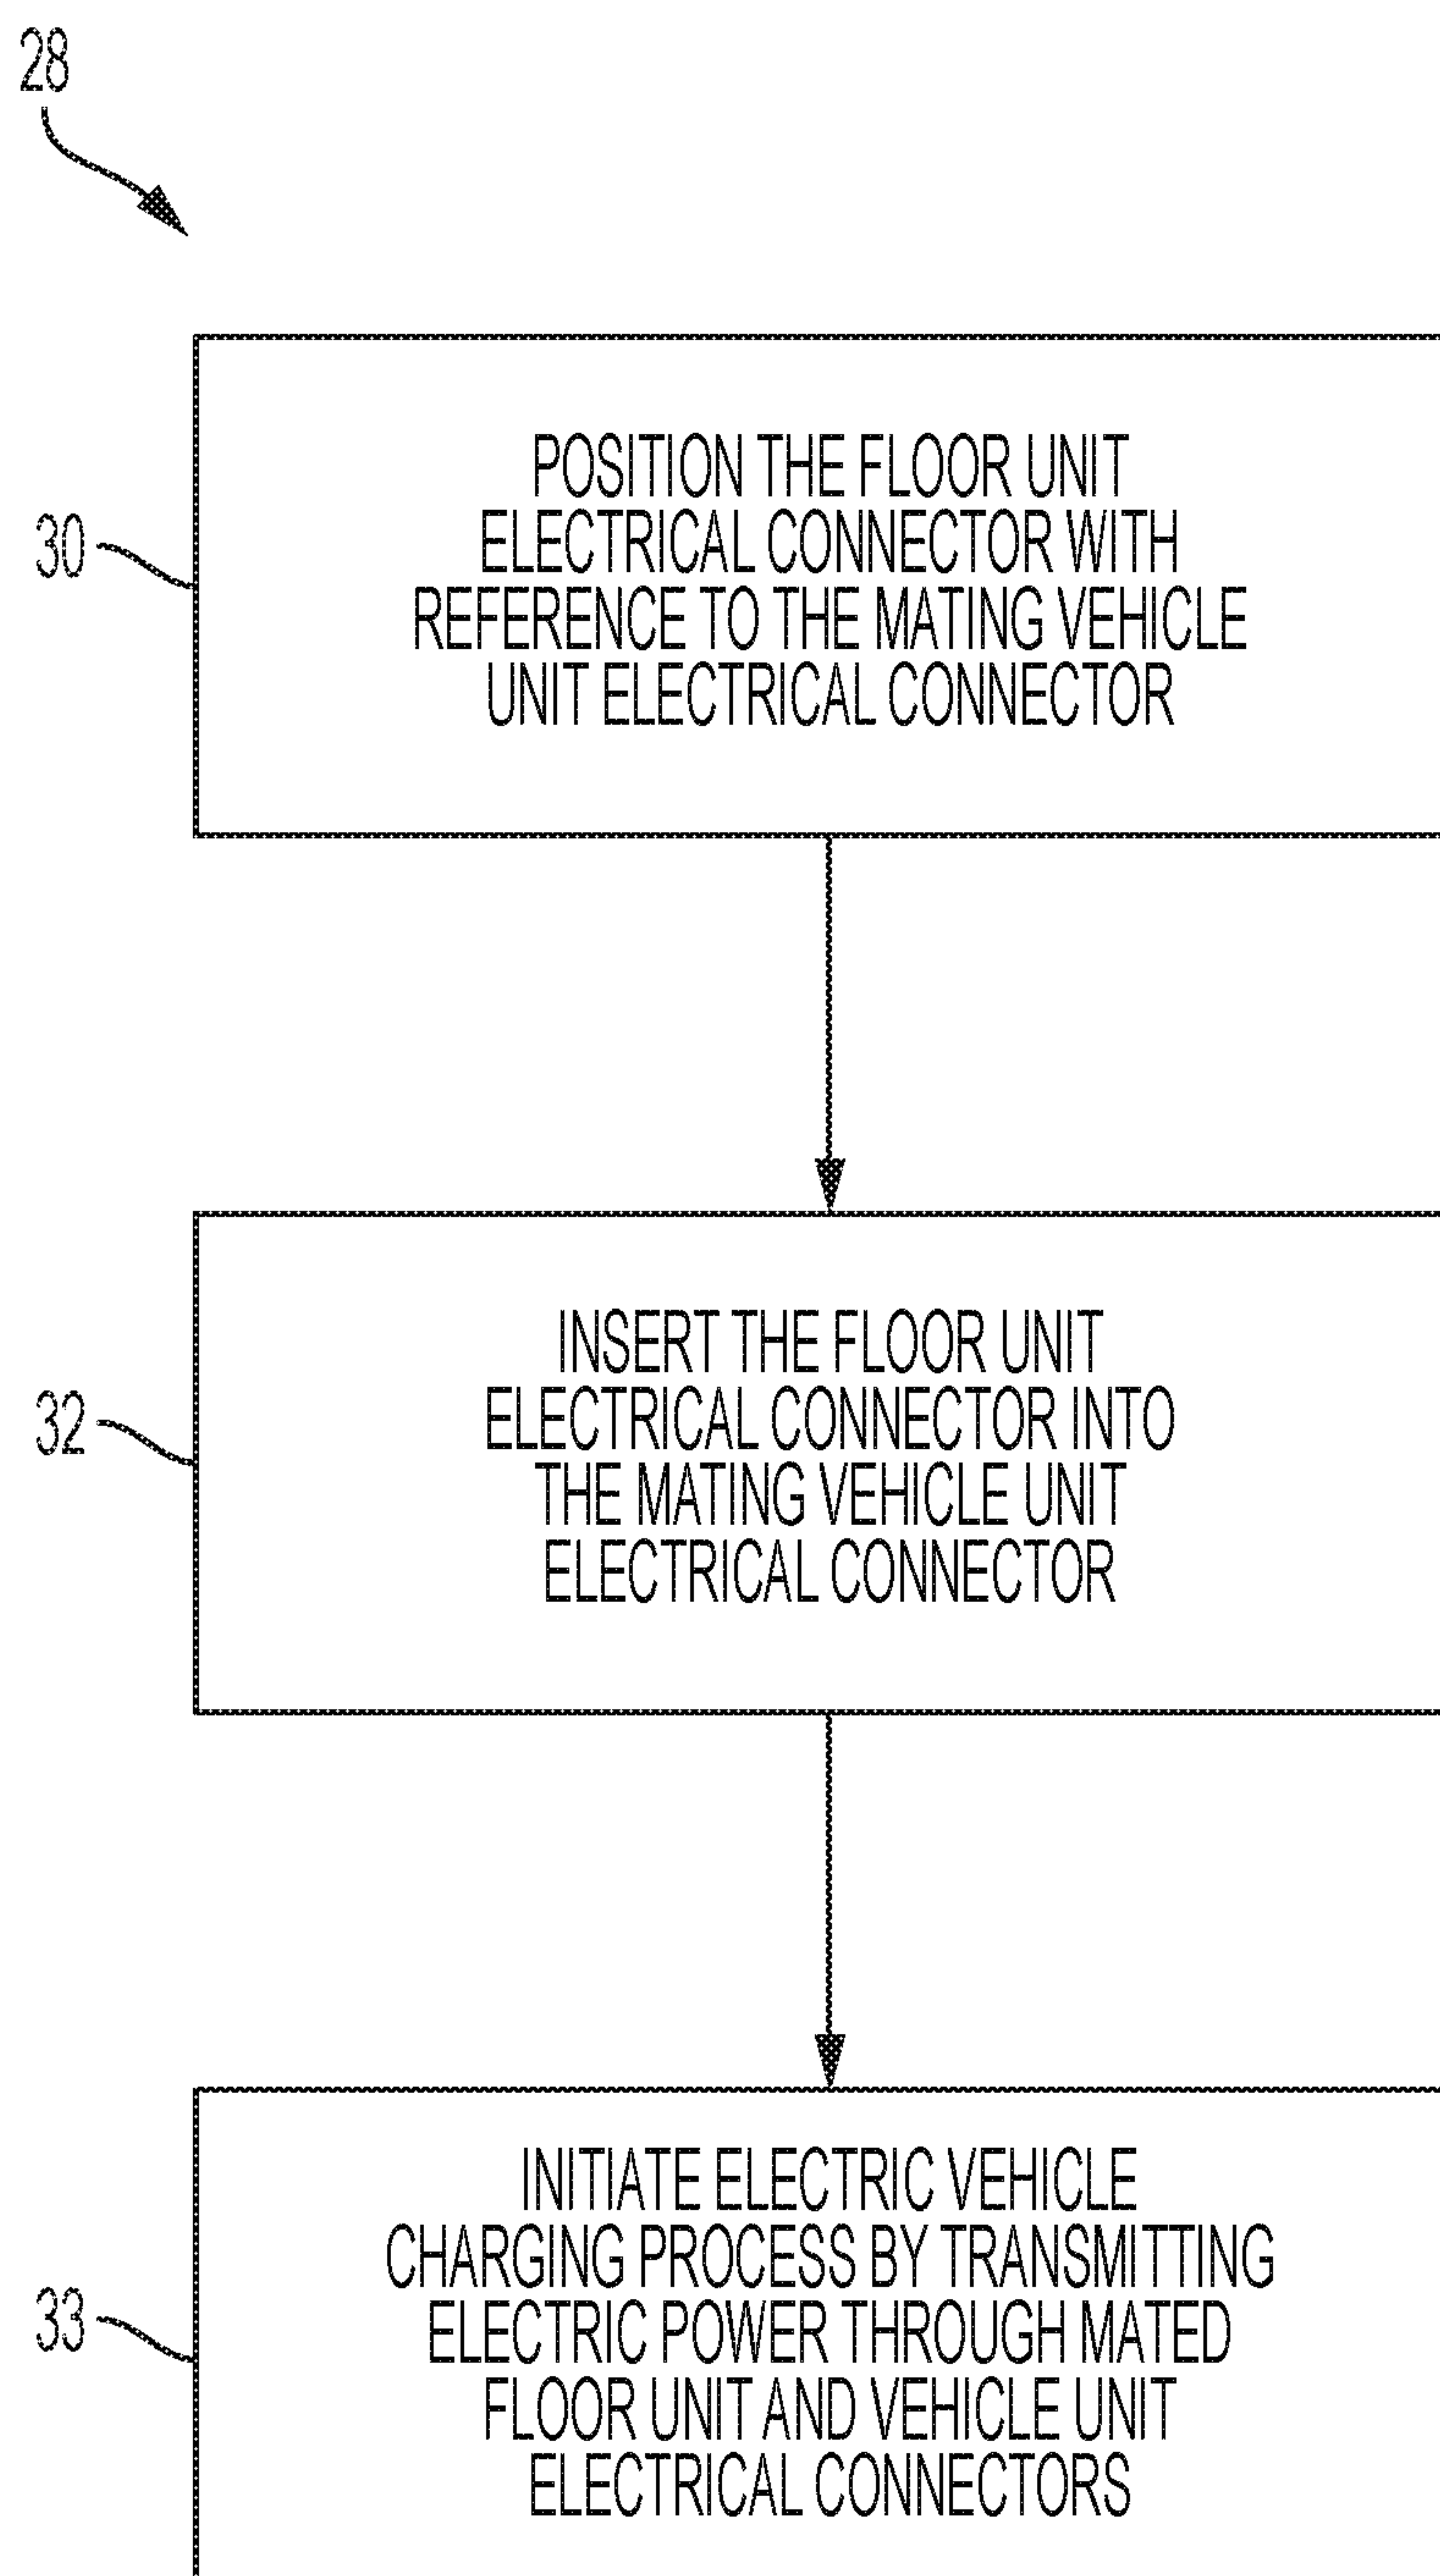 28
30
POSITION THE FLOOR UNIT
ELECTRICAL CONNECTOR WITH
REFERENCE TO THE MATING VEHICLE
UNIT ELECTRICAL CONNECTOR
32
INSERT THE FLOOR UNIT
ELECTRICAL CONNECTOR INTO
THE MATING VEHICLE UNIT
ELECTRICAL CONNECTOR
33
INITIATE ELECTRIC VEHICLE
CHARGING PROCESS BY TRANSMITTING
ELECTRIC POWER THROUGH MATED
FLOOR UNIT AND VEHICLE UNIT
ELECTRICAL CONNECTORS